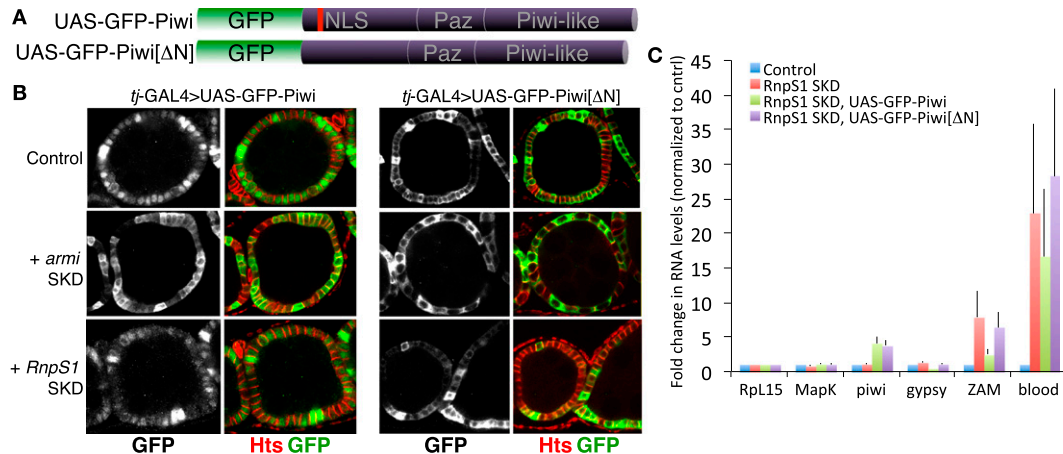 A
UAS-GFP-Piwi
GFP
NLS
Paz
Piwi-like
UAS-GFP-Piwi[ΔN]
GFP
Paz
Piwi-like
B
tj-GAL4>UAS-GFP-Piwi
tj-GAL4>UAS-GFP-Piwi[ΔN]
Control
+ armi
SKD
+ RnpS1
SKD
GFP
Hts GFP
GFP
Hts GFP
C
Fold change in RNA levels (normalized to cntrl)
45
40
35
30
25
20
15
10
5
0
Control
RnpS1 SKD
RnpS1 SKD, UAS-GFP-Piwi
RnpS1 SKD, UAS-GFP-Piwi[ΔN]
RpL15
MapK
piwi
gypsy
ZAM
blood